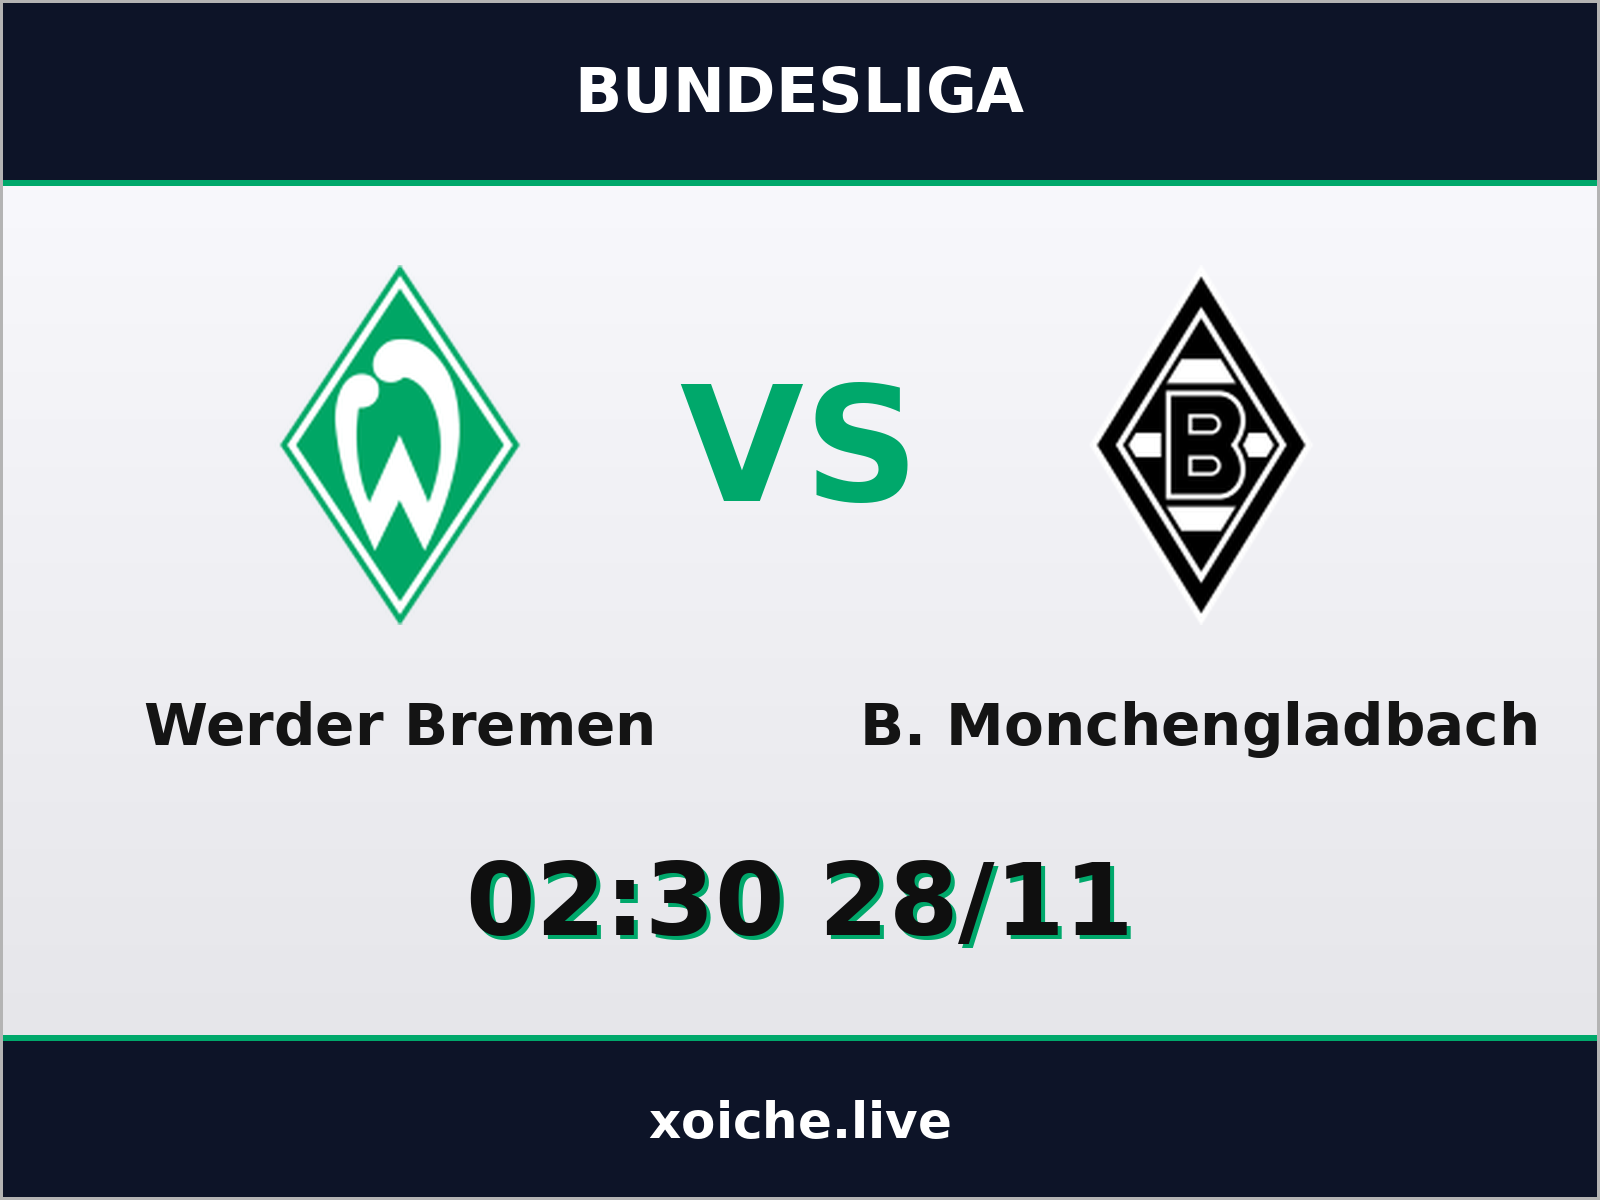 BUNDESLIGA
VS
Werder Bremen
B. Monchengladbach
02:30 28/11
xoiche.live